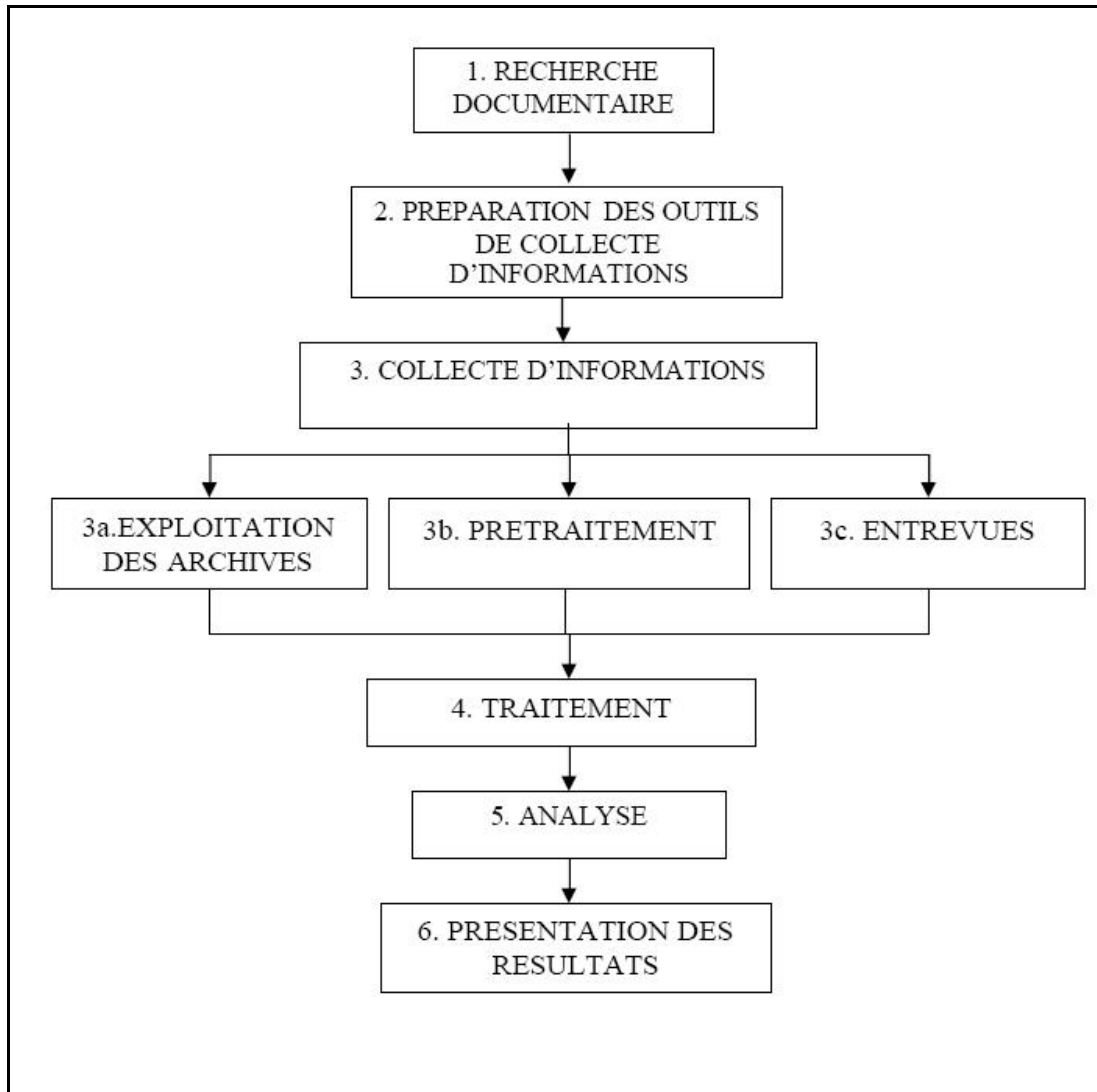 1. RECHERCHE
DOCUMENTAIRE
2. PREPARATION DES OUTILS
DE COLLECTE
D’INFORMATIONS
3. COLLECTE D’INFORMATIONS
3a.EXPLOITATION
DES ARCHIVES
3b. PRETRAITEMENT
3c. ENTREVUES
4. TRAITEMENT
5. ANALYSE
6. PRESENTATION DES
RESULTATS